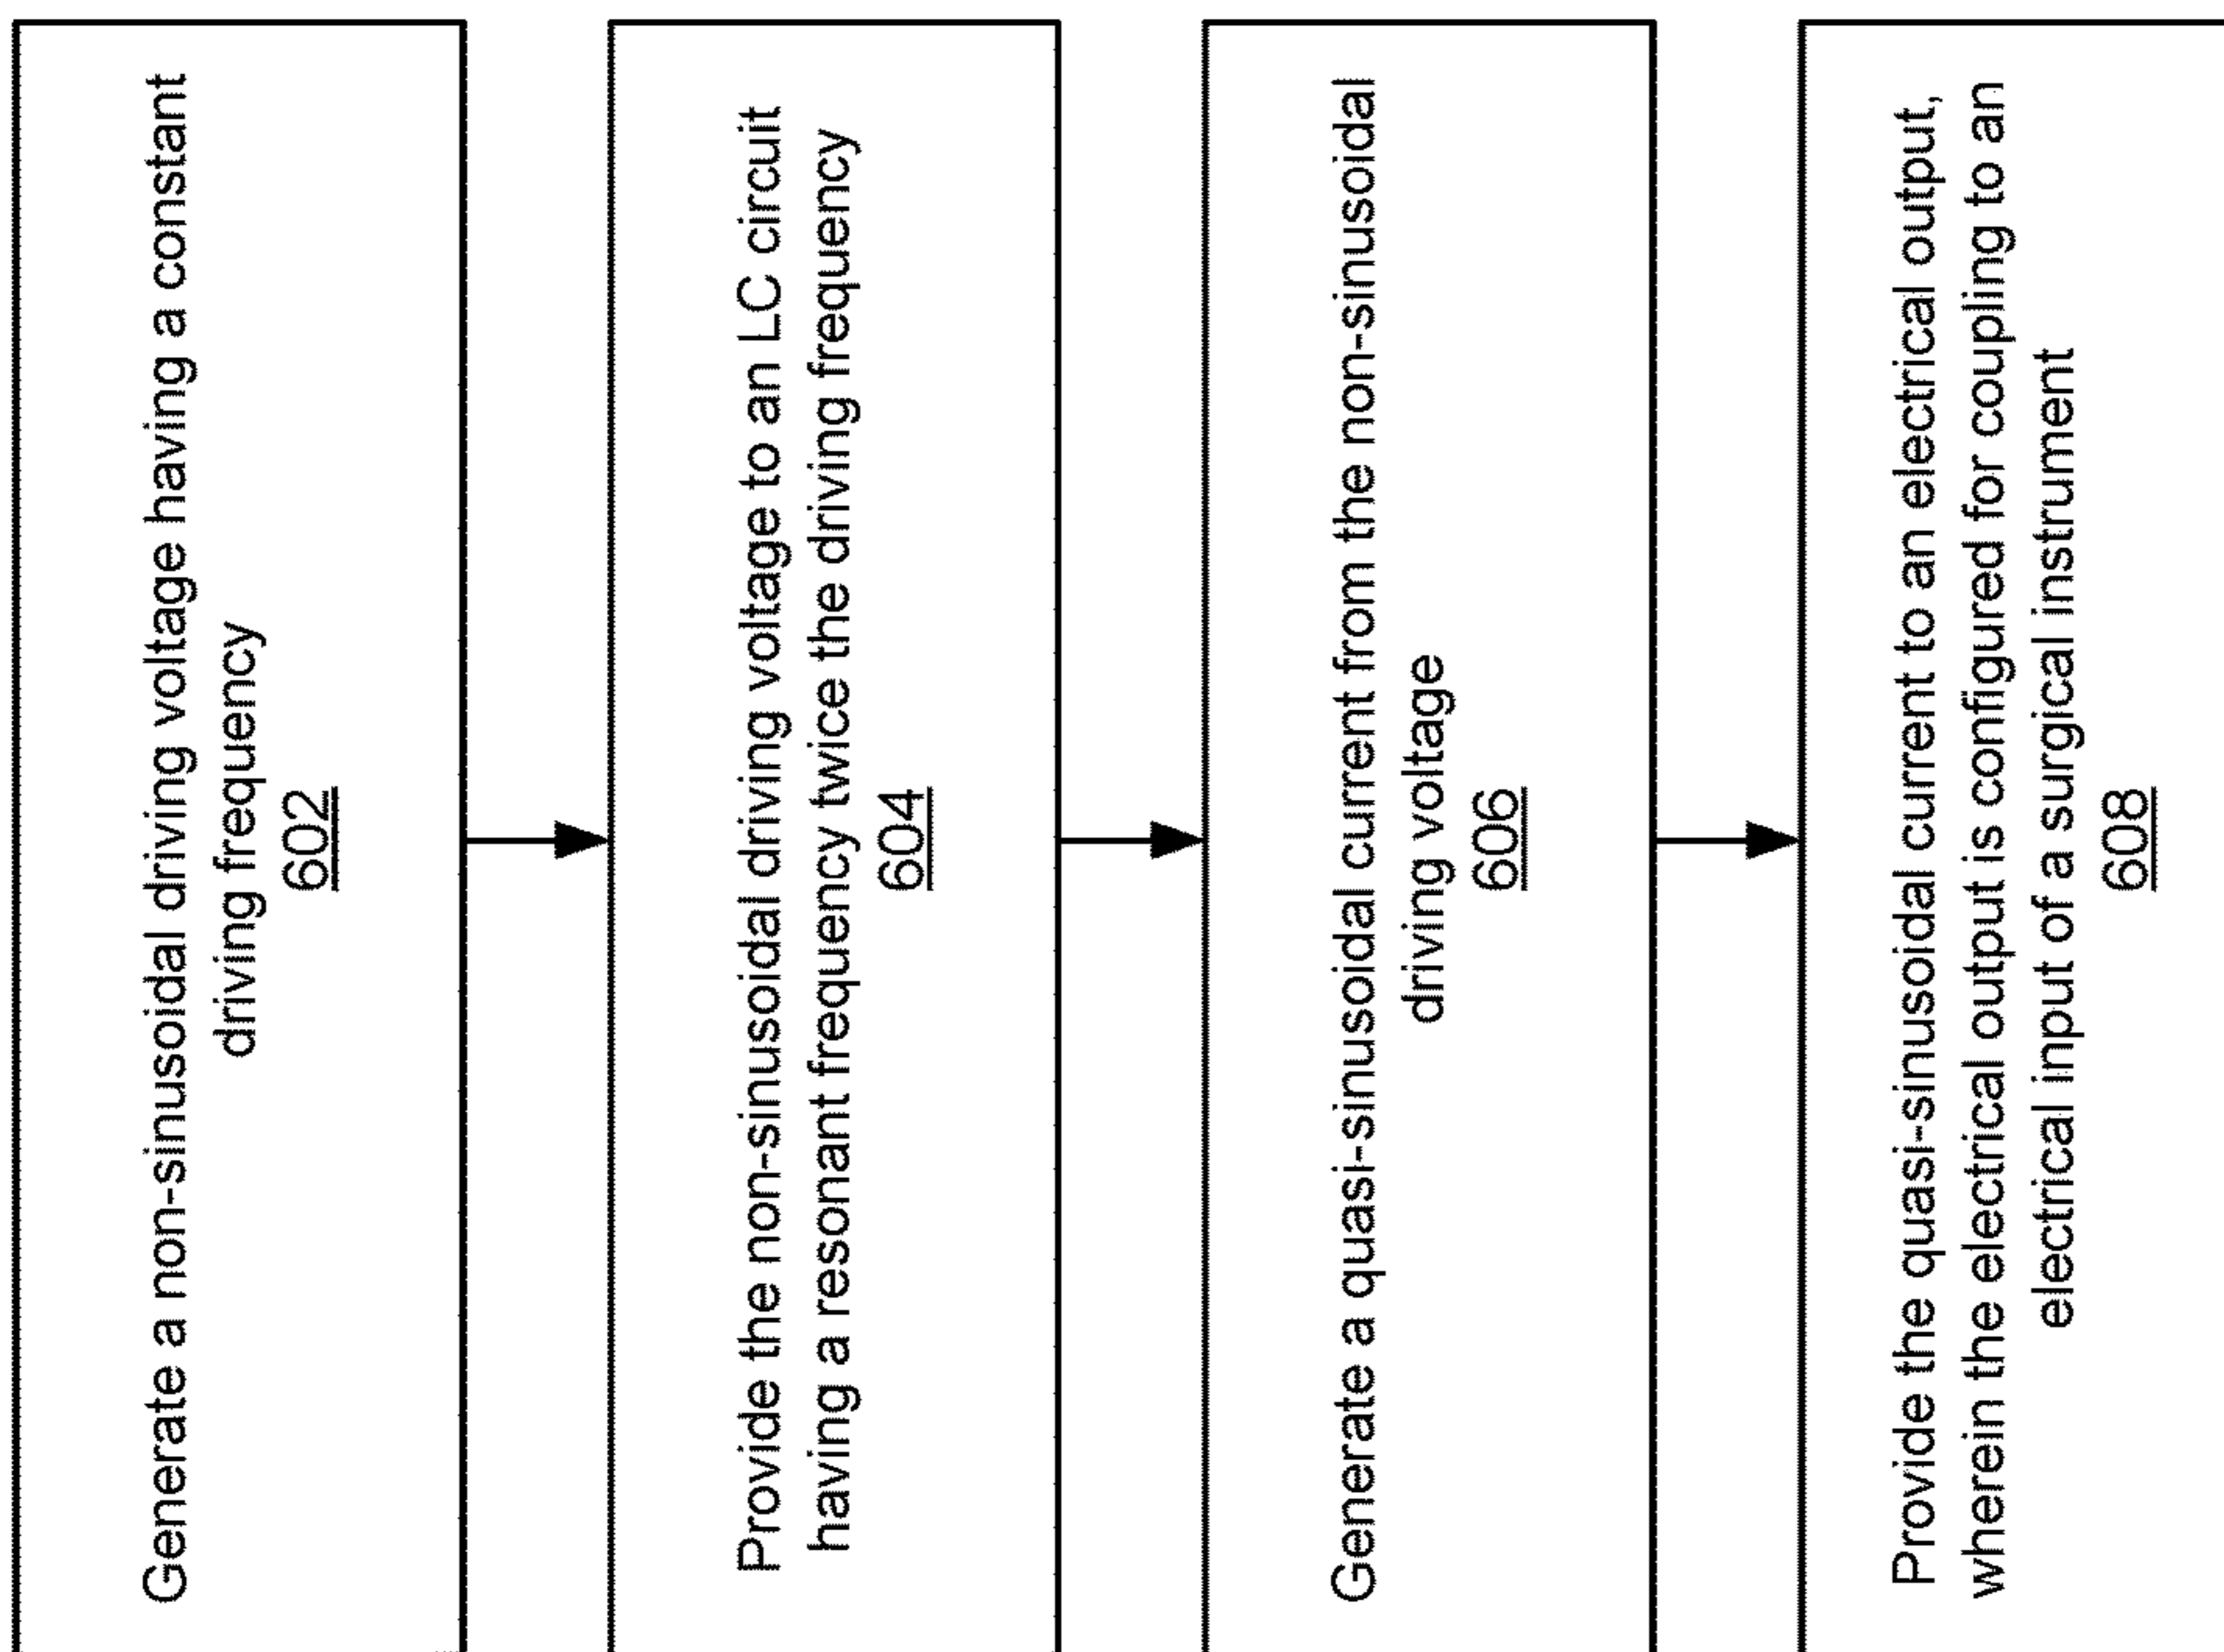 Generate a non-sinusoidal driving voltage having a constant
driving frequency
602
Provide the non-sinusoidal driving voltage to an LC circuit
having a resonant frequency twice the driving frequency
604
Generate a quasi-sinusoidal current from the non-sinusoidal
driving voltage
606
Provide the quasi-sinusoidal current to an electrical output,
wherein the electrical output is configured for coupling to an
electrical input of a surgical instrument
608